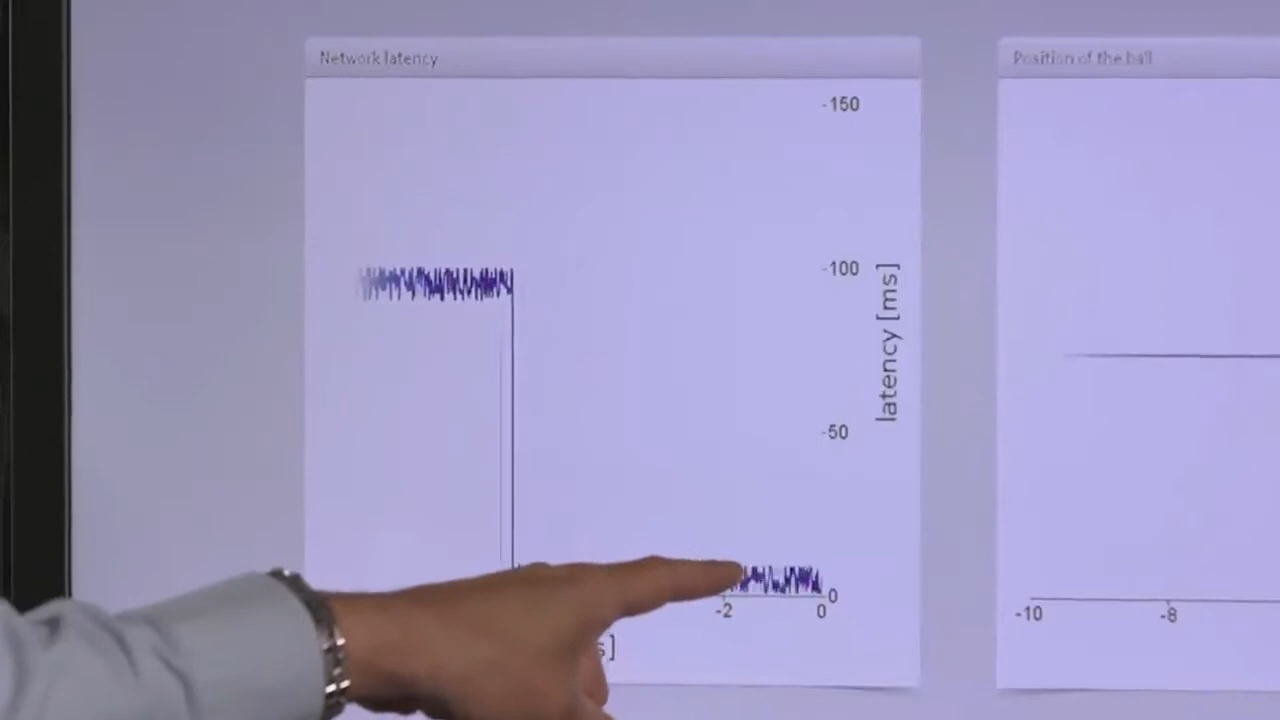 Network latency
-150
-100
latency [ms]
-50
0
-2
0
s]
Position of the ball
-10
-8